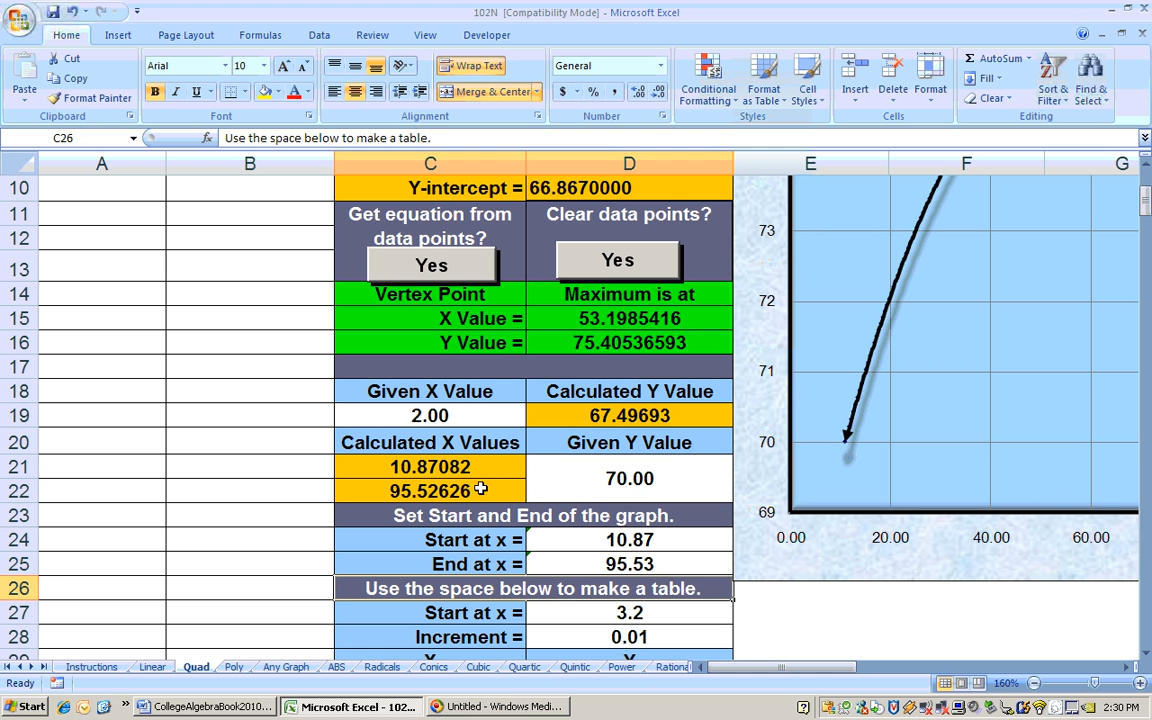 102N [Compatibility Mode] - Microsoft Excel
Home Insert Page Layout Formulas Data Review View Developer
Paste
Cut
Copy
Format Painter
Clipboard
Arial 10
B I U
Font
Wrap Text
Merge & Center
Alignment
General
$ % ,
Number
Conditional Formatting
Format as Table
Cell Styles
Styles
Insert Delete Format
Cells
AutoSum
Fill
Clear
Sort & Filter
Find & Select
Editing
C26 fx Use the space below to make a table.
A B C D E F G
10 Y-intercept = 66.8670000
11 Get equation from Clear data points?
12 data points?
13 Yes Yes
14 Vertex Point Maximum is at
15 X Value = 53.1985416
16 Y Value = 75.40536593
17
18 Given X Value Calculated Y Value
19 2.00 67.49693
20 Calculated X Values Given Y Value
21 10.87082
70.00
22 95.52626
23 Set Start and End of the graph.
24 Start at x = 10.87
25 End at x = 95.53
26 Use the space below to make a table.
27 Start at x = 3.2
28 Increment = 0.01
73
72
71
70
69
0.00 20.00 40.00 60.00
Instructions Linear Quad Poly Any Graph ABS Radicals Conics Cubic Quartic Quintic Power Rationa
Ready 160%
Start CollegeAlgebraBook2010... Microsoft Excel - 102... Untitled - Windows Medi... 2:30 PM